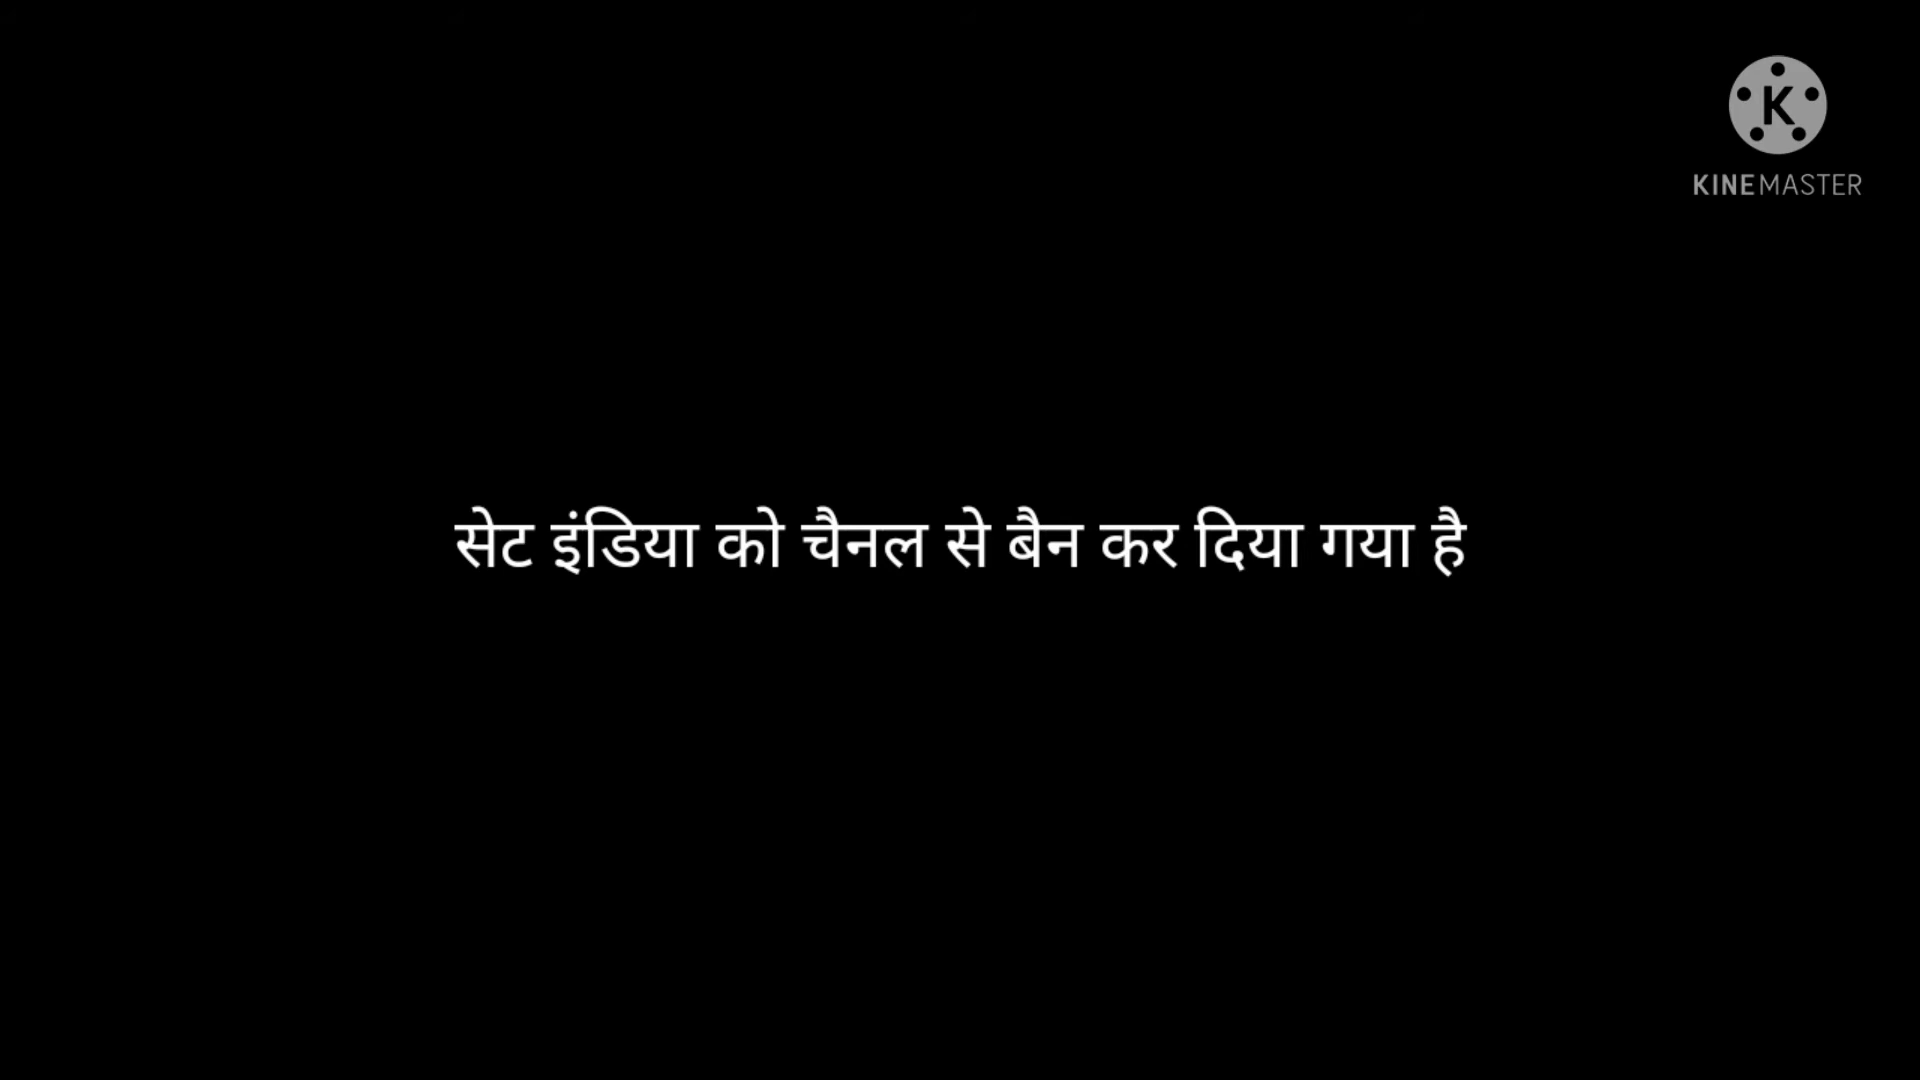 K
KINEMASTER
सेट इंडिया को चैनल से बैन कर दिया गया है